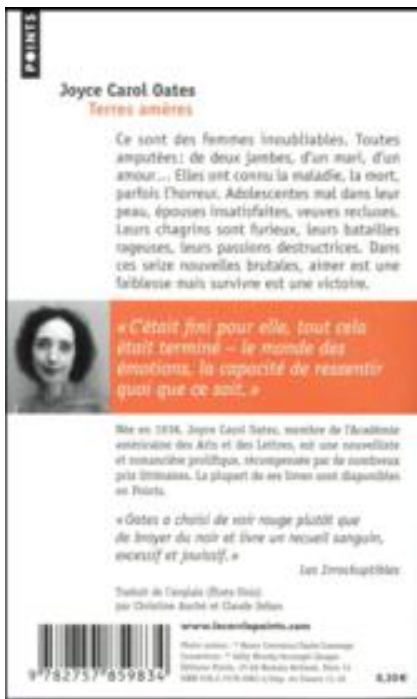 POINTS
Joyce Carol Oates
Terres amères
Ce sont des femmes inoubliables. Toutes
amputées : de deux jambes, d'un mari, d'un
amour... Elles ont connu la maladie, la mort,
parfois l'horreur. Adolescentes mal dans leur
peau, épouses insatisfaites, veuves recluses.
Leurs chagrins sont furieux, leurs batailles
rageuses, leurs passions destructrices. Dans
ces seize nouvelles brutales, aimer est une
faiblesse mais survivre est une victoire.
« C'était fini pour elle, tout cela
était terminé – le monde des
émotions, la capacité de ressentir
quoi que ce soit. »
Née en 1938, Joyce Carol Oates, membre de l'Académie
américaine des Arts et des Lettres, est une nouvelliste
et romancière prolifique, récompensée par de nombreux
prix littéraires. La plupart de ses livres sont disponibles
en Points.
« Oates a choisi de voir rouge plutôt que
de broyer du noir et livre un recueil sanguin,
excessif et jouissif. »
Les Inrockuptibles
Traduit de l'anglais (États-Unis)
par Christine Auché et Claude Seban
www.lecerclepoints.com
9 782757 859834
8,30€